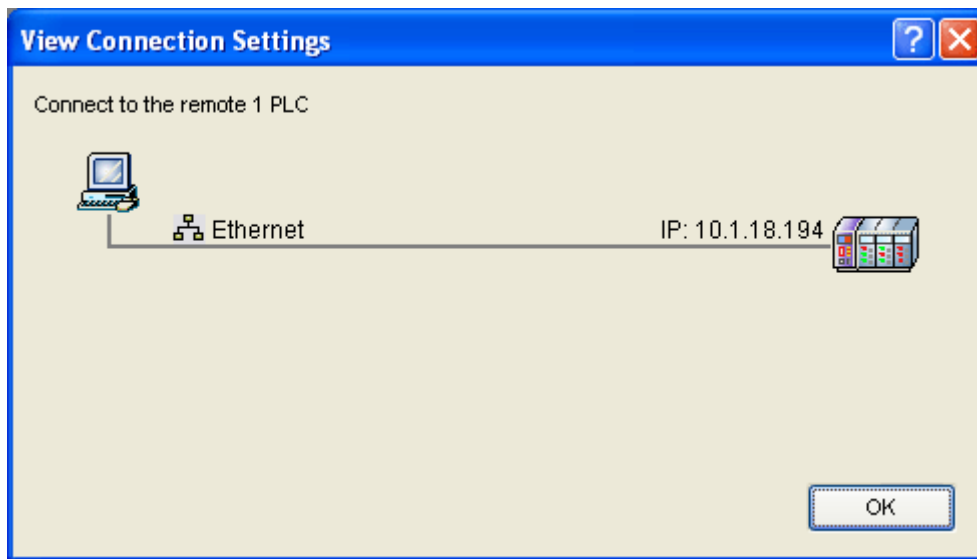 View Connection Settings
?
Connect to the remote 1 PLC
Ethernet
IP: 10.1.18.194
OK